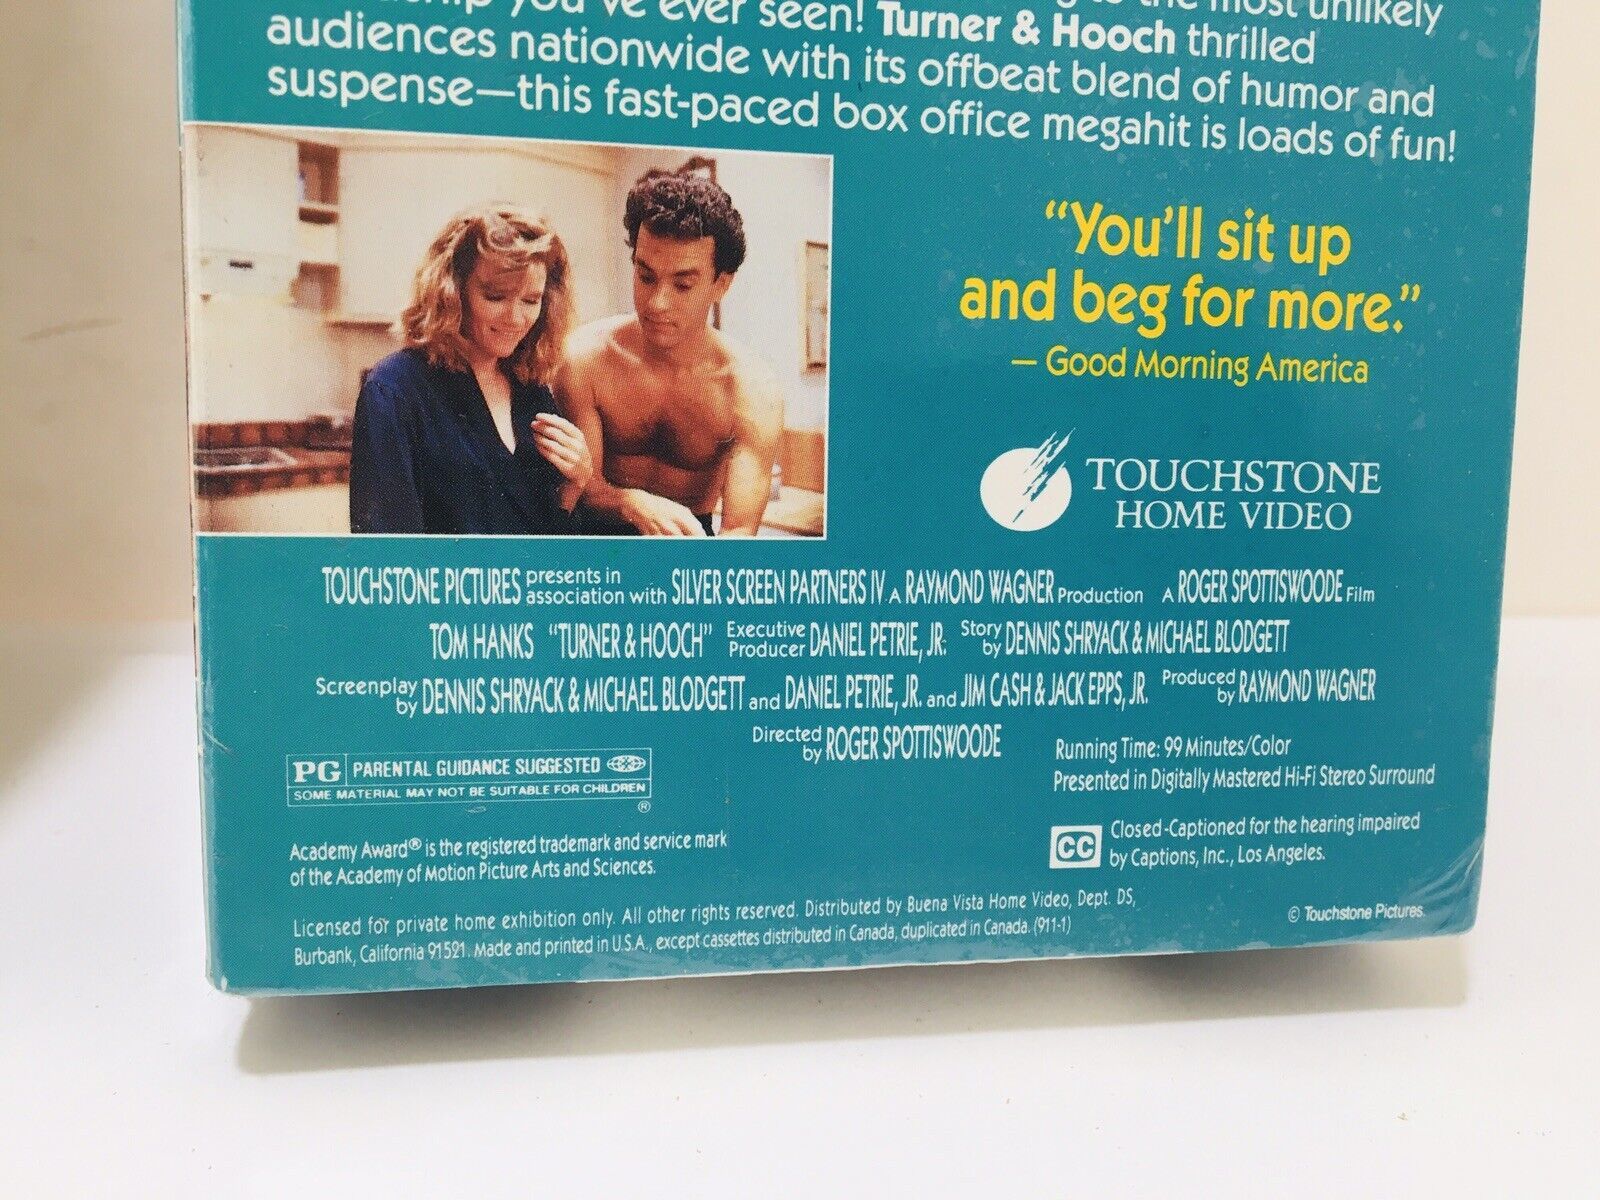 you've ever seen! Turner & Hooch thrilled
audiences nationwide with its offbeat blend of humor and
suspense—this fast-paced box office megahit is loads of fun!
"You'll sit up
and beg for more."
— Good Morning America
TOUCHSTONE
HOME VIDEO
TOUCHSTONE PICTURES presents in association with SILVER SCREEN PARTNERS IV A RAYMOND WAGNER Production A ROGER SPOTTISWOODE Film
TOM HANKS "TURNER & HOOCH" Executive Producer DANIEL PETRIE, JR. Story by DENNIS SHRYACK & MICHAEL BLODGETT
Screenplay by DENNIS SHRYACK & MICHAEL BLODGETT and DANIEL PETRIE, JR. and JIM CASH & JACK EPPS, JR. Produced by RAYMOND WAGNER
Directed by ROGER SPOTTISWOODE
PG PARENTAL GUIDANCE SUGGESTED
SOME MATERIAL MAY NOT BE SUITABLE FOR CHILDREN
®
Running Time: 99 Minutes/Color
Presented in Digitally Mastered Hi-Fi Stereo Surround
Academy Award® is the registered trademark and service mark
of the Academy of Motion Picture Arts and Sciences.
CC Closed-Captioned for the hearing impaired
by Captions, Inc., Los Angeles.
Licensed for private home exhibition only. All other rights reserved. Distributed by Buena Vista Home Video, Dept. DS,
Burbank, California 91521. Made and printed in U.S.A., except cassettes distributed in Canada, duplicated in Canada. (911-1)
© Touchstone Pictures.